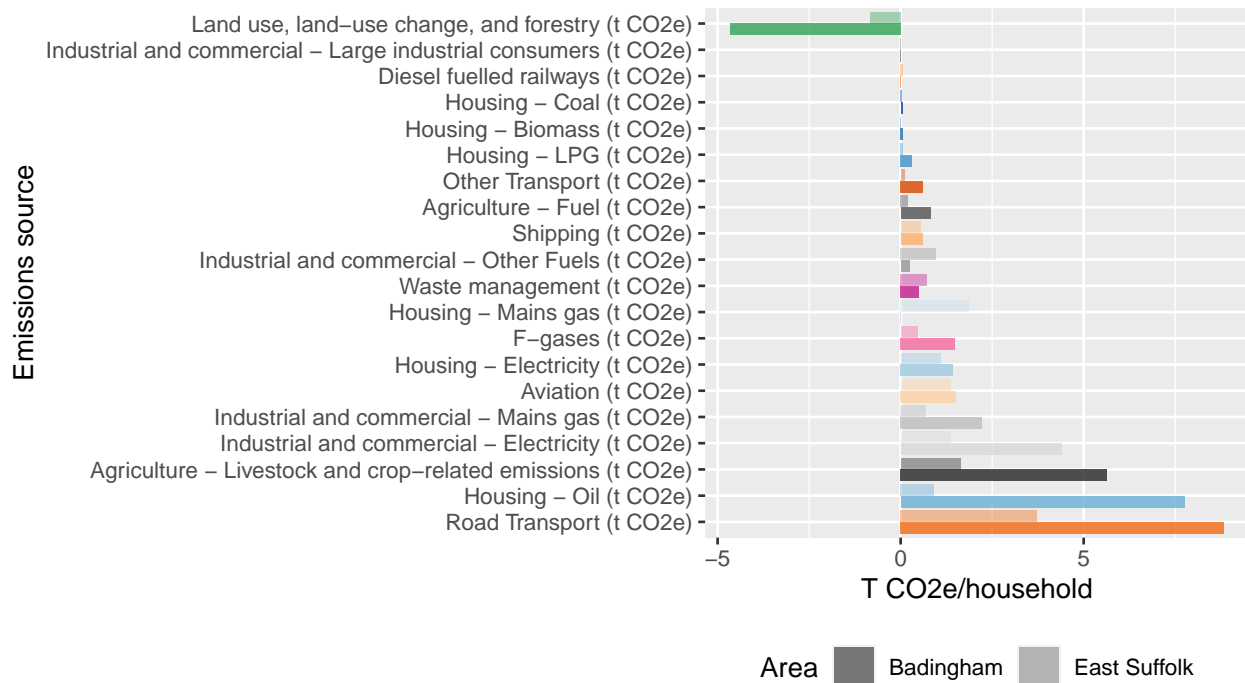 Emissions source
Land use, land−use change, and forestry (t CO2e)
Industrial and commercial − Large industrial consumers (t CO2e)
Diesel fuelled railways (t CO2e)
Housing − Coal (t CO2e)
Housing − Biomass (t CO2e)
Housing − LPG (t CO2e)
Other Transport (t CO2e)
Agriculture − Fuel (t CO2e)
Shipping (t CO2e)
Industrial and commercial − Other Fuels (t CO2e)
Waste management (t CO2e)
Housing − Mains gas (t CO2e)
F−gases (t CO2e)
Housing − Electricity (t CO2e)
Aviation (t CO2e)
Industrial and commercial − Mains gas (t CO2e)
Industrial and commercial − Electricity (t CO2e)
Agriculture − Livestock and crop−related emissions (t CO2e)
Housing − Oil (t CO2e)
Road Transport (t CO2e)
−5 0 5
T CO2e/household
Area Badingham East Suffolk